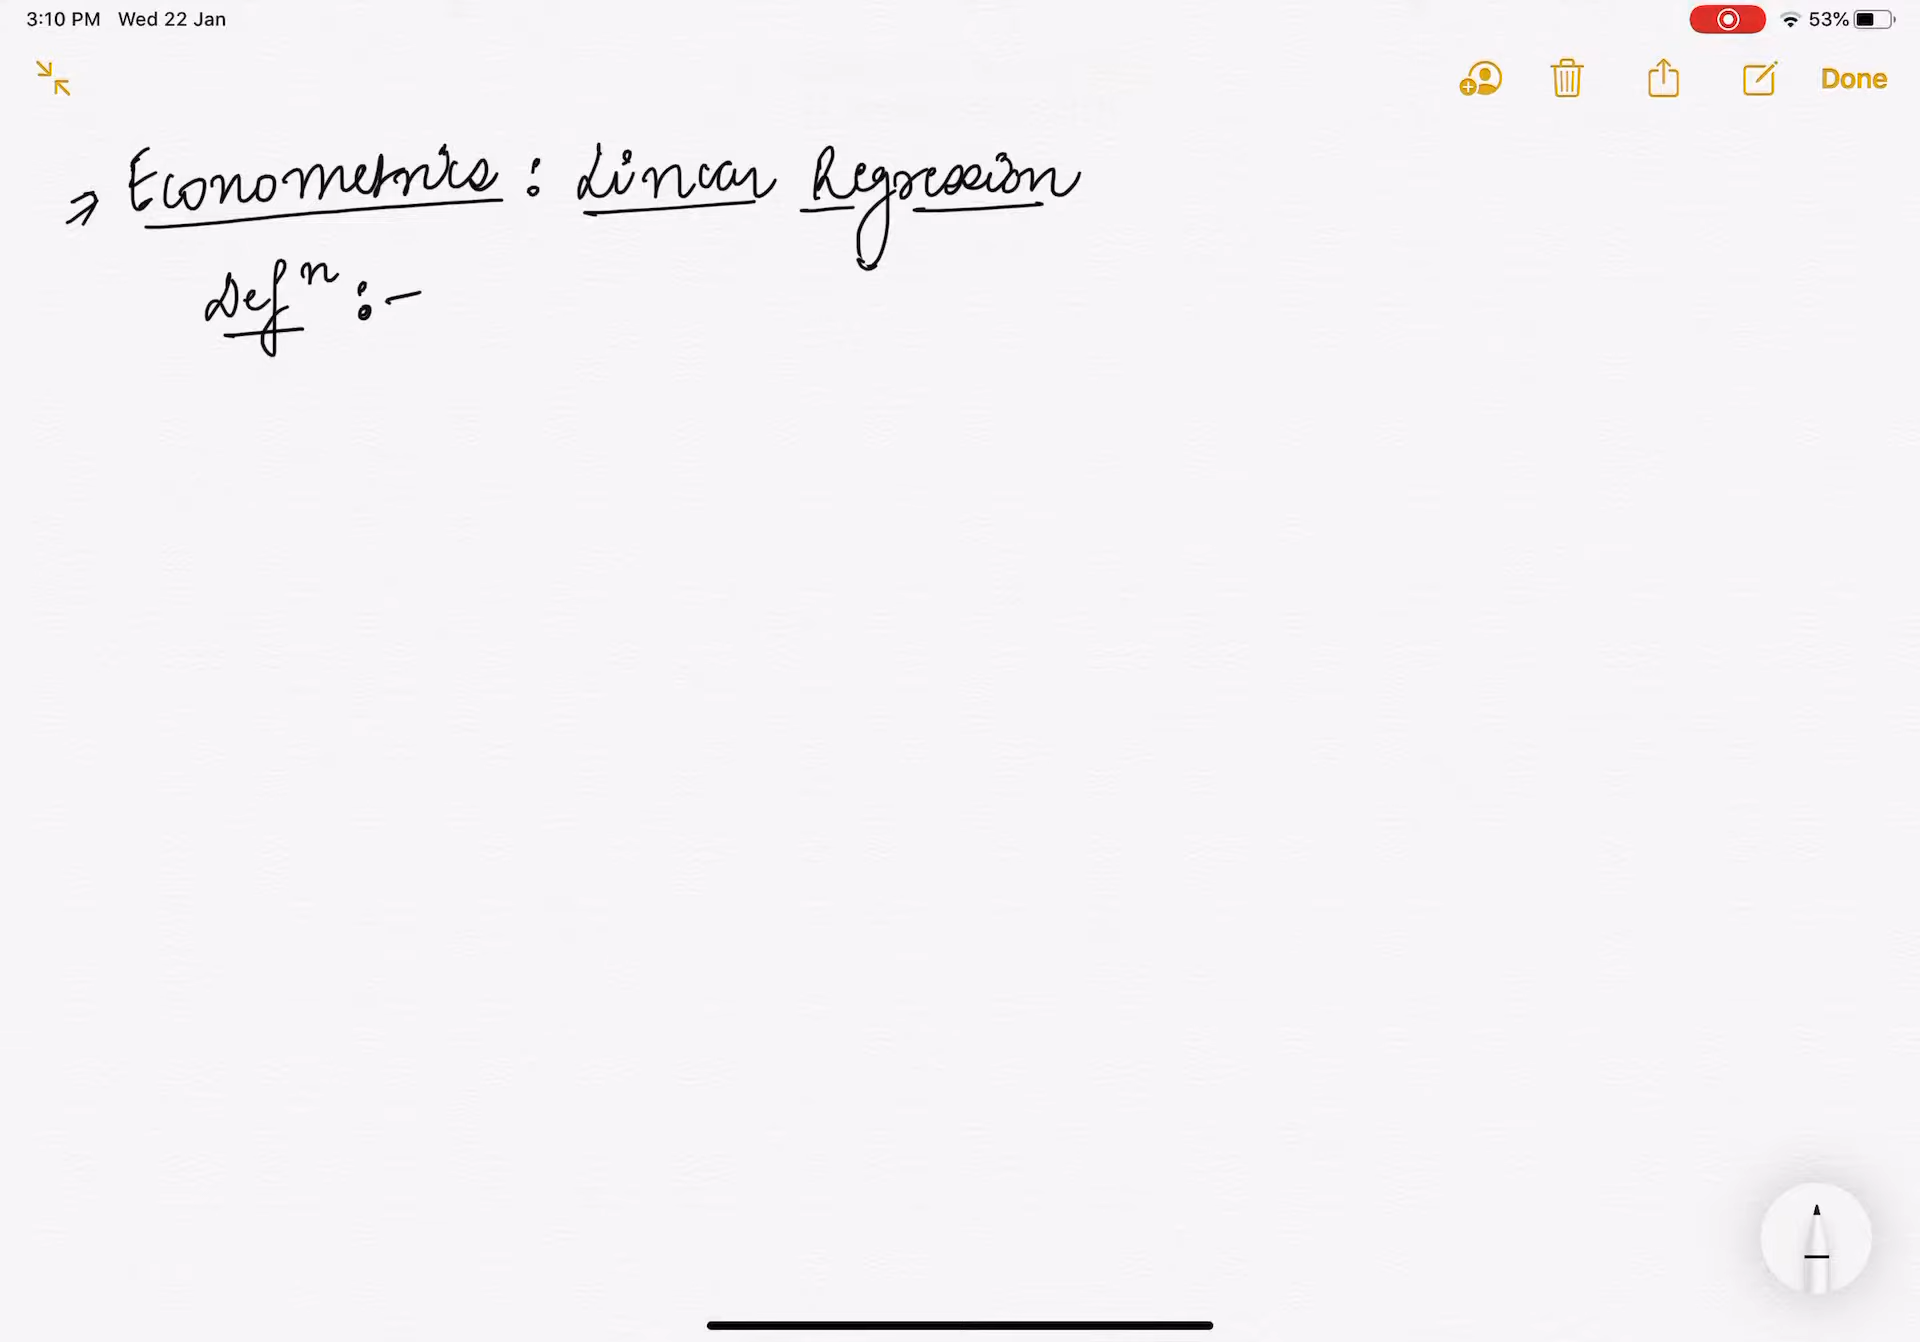 3:10 PM Wed 22 Jan 53%
Done
⇒ Econometrics : Linear Regression
Defⁿ :-